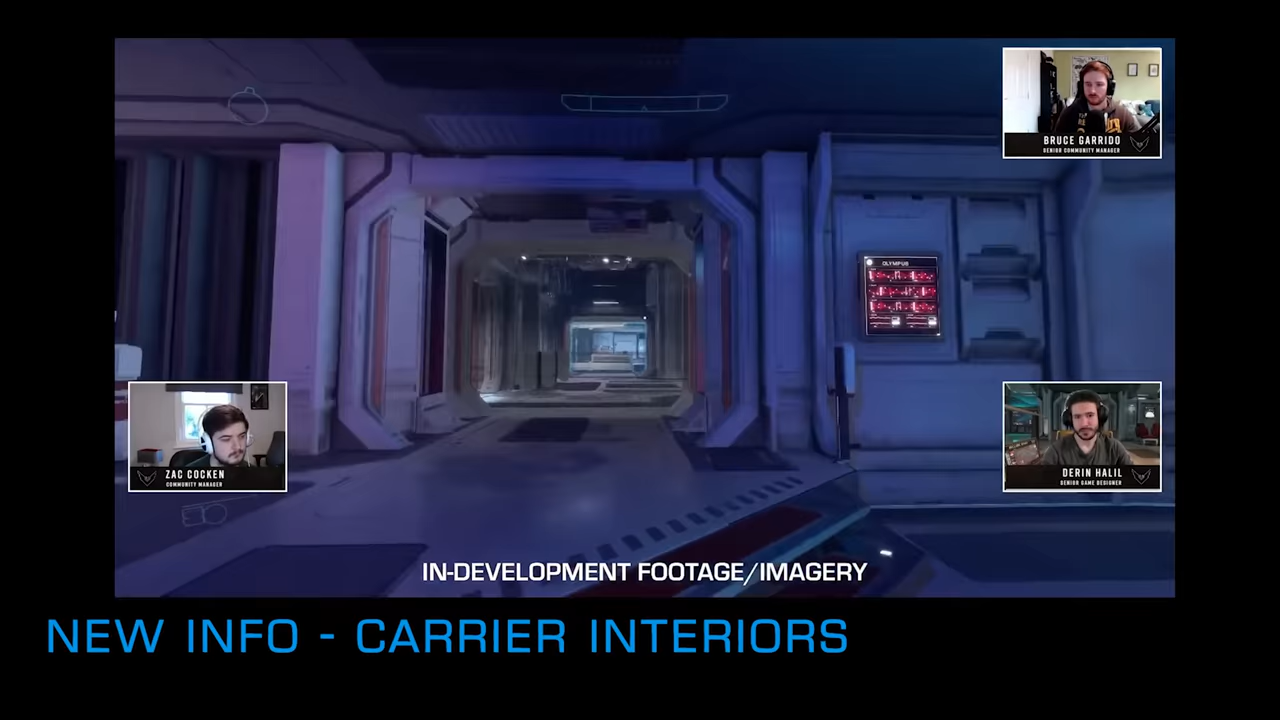 BRUCE GARRIDO
SENIOR COMMUNITY MANAGER
OLYMPUS
ZAC COCKEN
COMMUNITY MANAGER
DERIN HALIL
SENIOR GAME DESIGNER
IN-DEVELOPMENT FOOTAGE/IMAGERY
NEW INFO - CARRIER INTERIORS